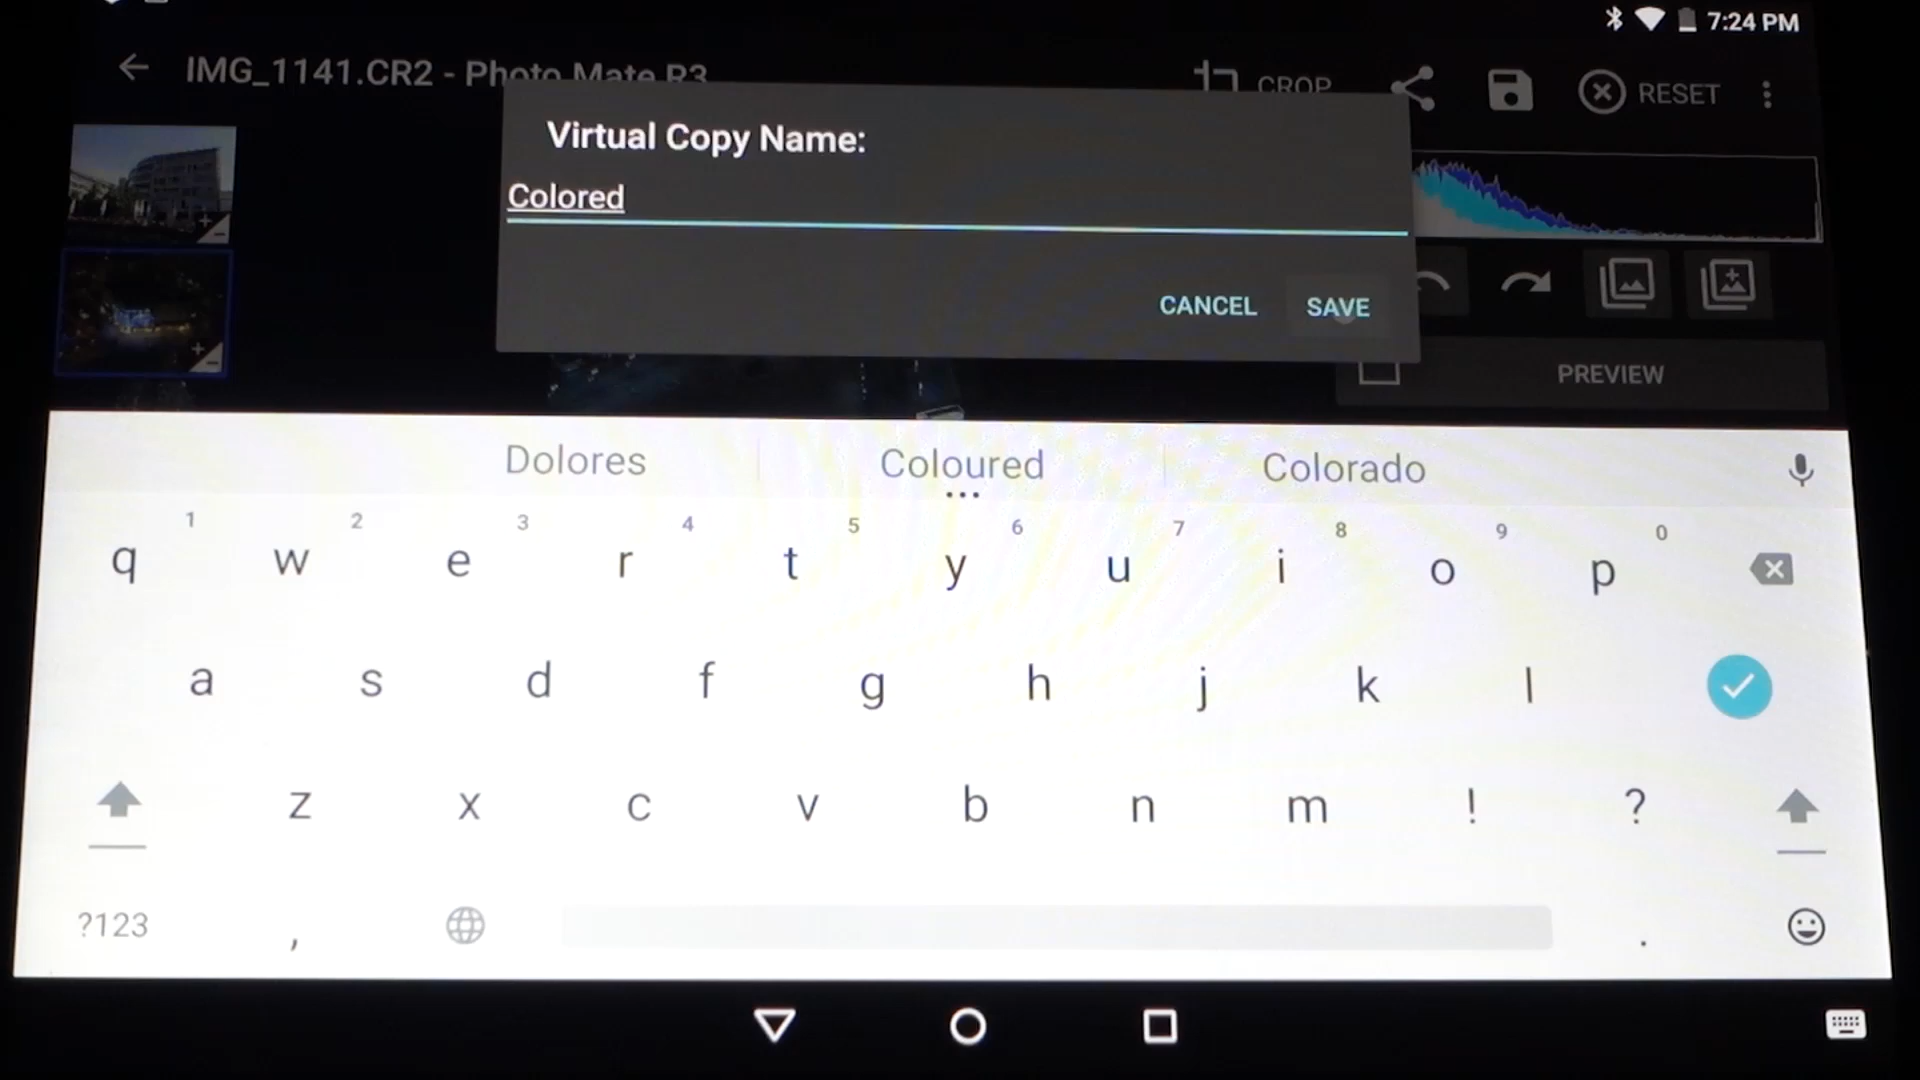 7:24 PM
IMG_1141.CR2 - Photo Mate R3
CROP
RESET
Virtual Copy Name:
Colored
CANCEL
SAVE
PREVIEW
Dolores
Coloured
Colorado
1 2 3 4 5 6 7 8 9 0
q w e r t y u i o p
a s d f g h j k l
z x c v b n m ! ?
?123 , .